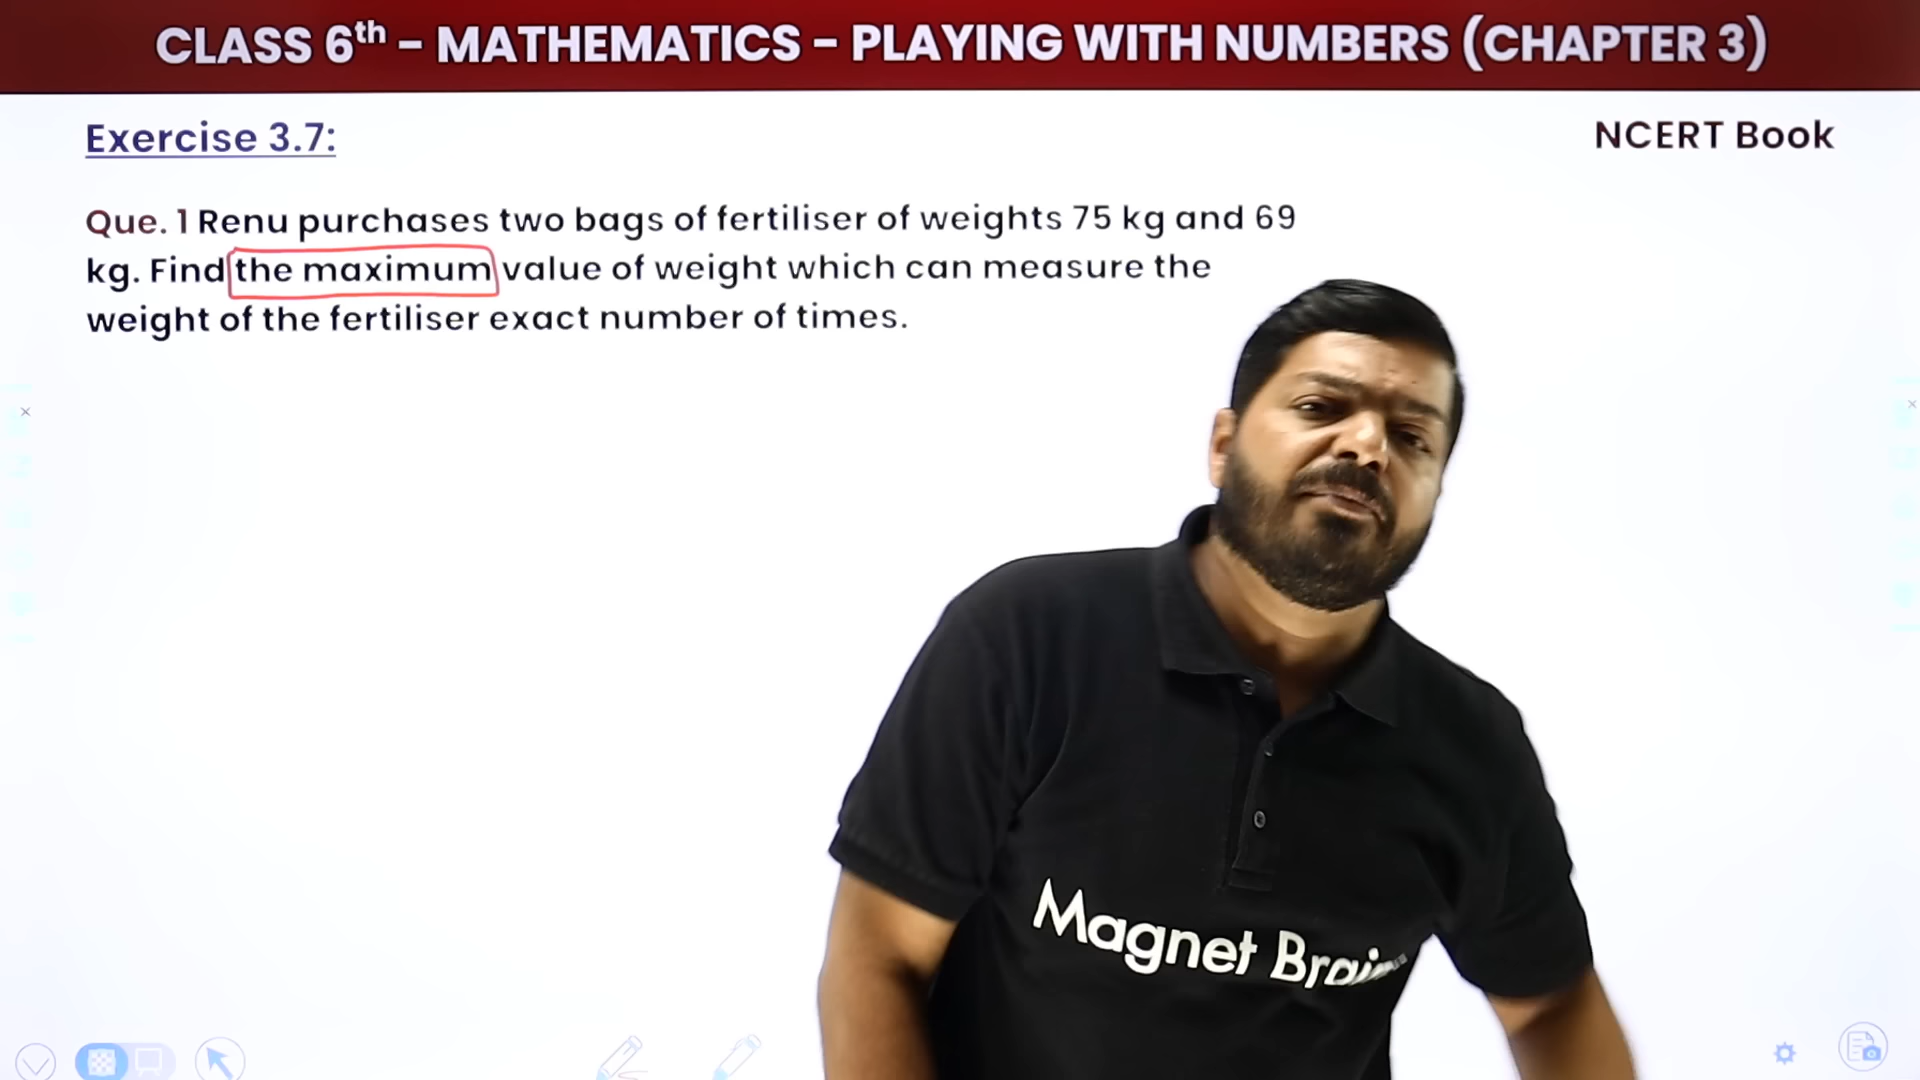 CLASS 6th – MATHEMATICS – PLAYING WITH NUMBERS (CHAPTER 3)
Exercise 3.7:
NCERT Book
Que. 1 Renu purchases two bags of fertiliser of weights 75 kg and 69
kg. Find the maximum value of weight which can measure the
weight of the fertiliser exact number of times.
Magnet Brain